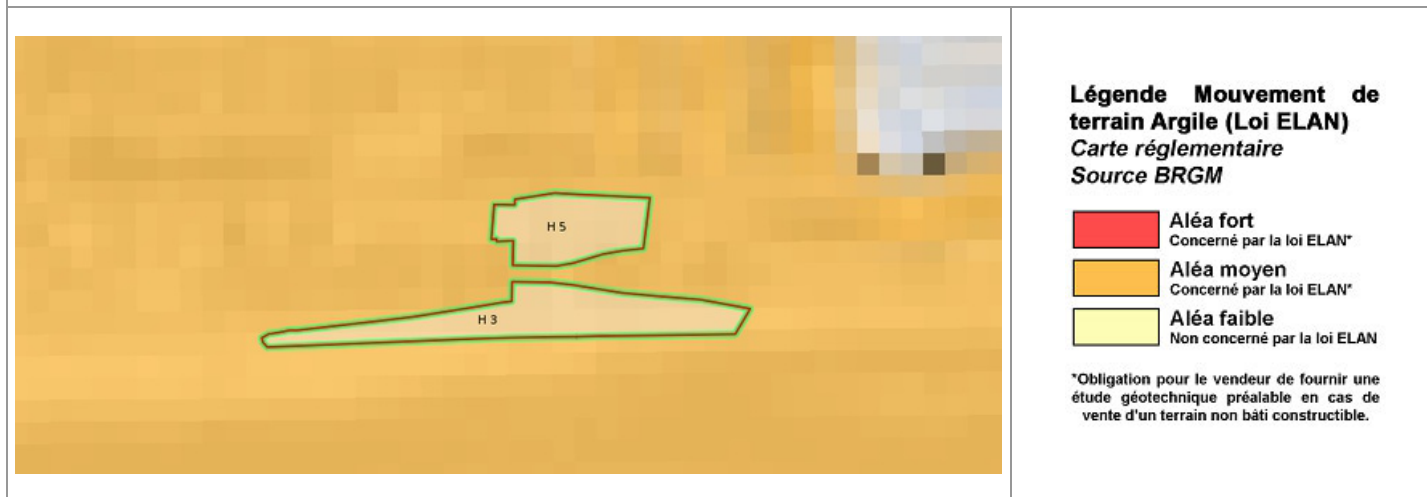 H 5
H 3
Légende Mouvement de
terrain Argile (Loi ELAN)
Carte réglementaire
Source BRGM
Aléa fort
Concerné par la loi ELAN*
Aléa moyen
Concerné par la loi ELAN*
Aléa faible
Non concerné par la loi ELAN
*Obligation pour le vendeur de fournir une
étude géotechnique préalable en cas de
vente d'un terrain non bâti constructible.